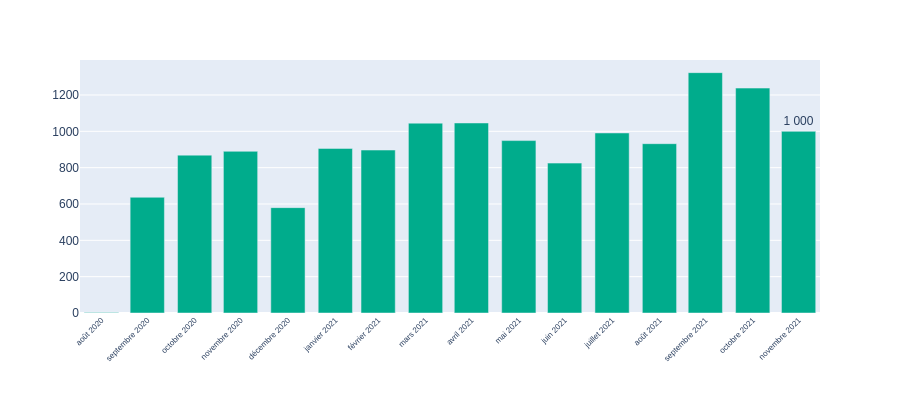 1200
1000
800
600
400
200
0
1 000
août 2020
septembre 2020
octobre 2020
novembre 2020
décembre 2020
janvier 2021
février 2021
mars 2021
avril 2021
mai 2021
juin 2021
juillet 2021
août 2021
septembre 2021
octobre 2021
novembre 2021